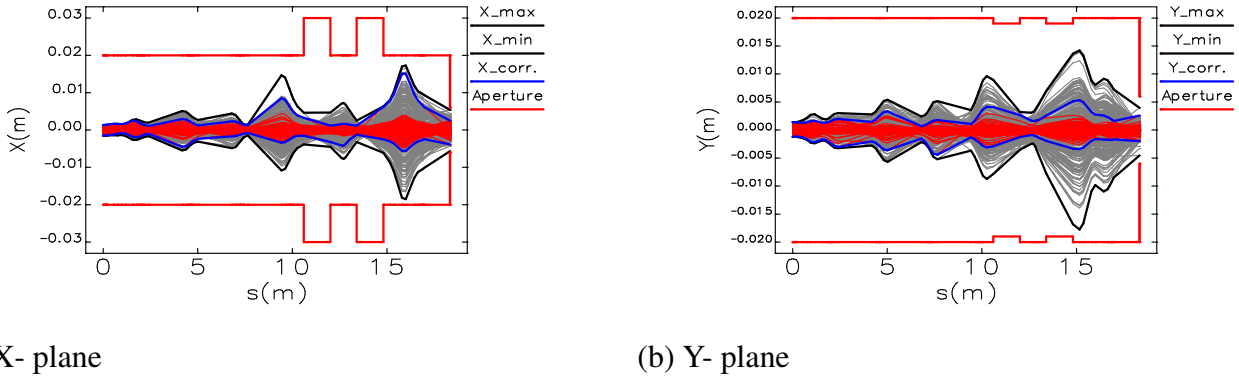 0.03
0.02
0.01
0.00
−0.01
−0.02
−0.03
X(m)
0
5
10
15
s(m)
X_max
X_min
X_corr.
Aperture
0.020
0.015
0.010
0.005
0.000
−0.005
−0.010
−0.015
−0.020
Y(m)
0
5
10
15
s(m)
Y_max
Y_min
Y_corr.
Aperture
X- plane
(b) Y- plane